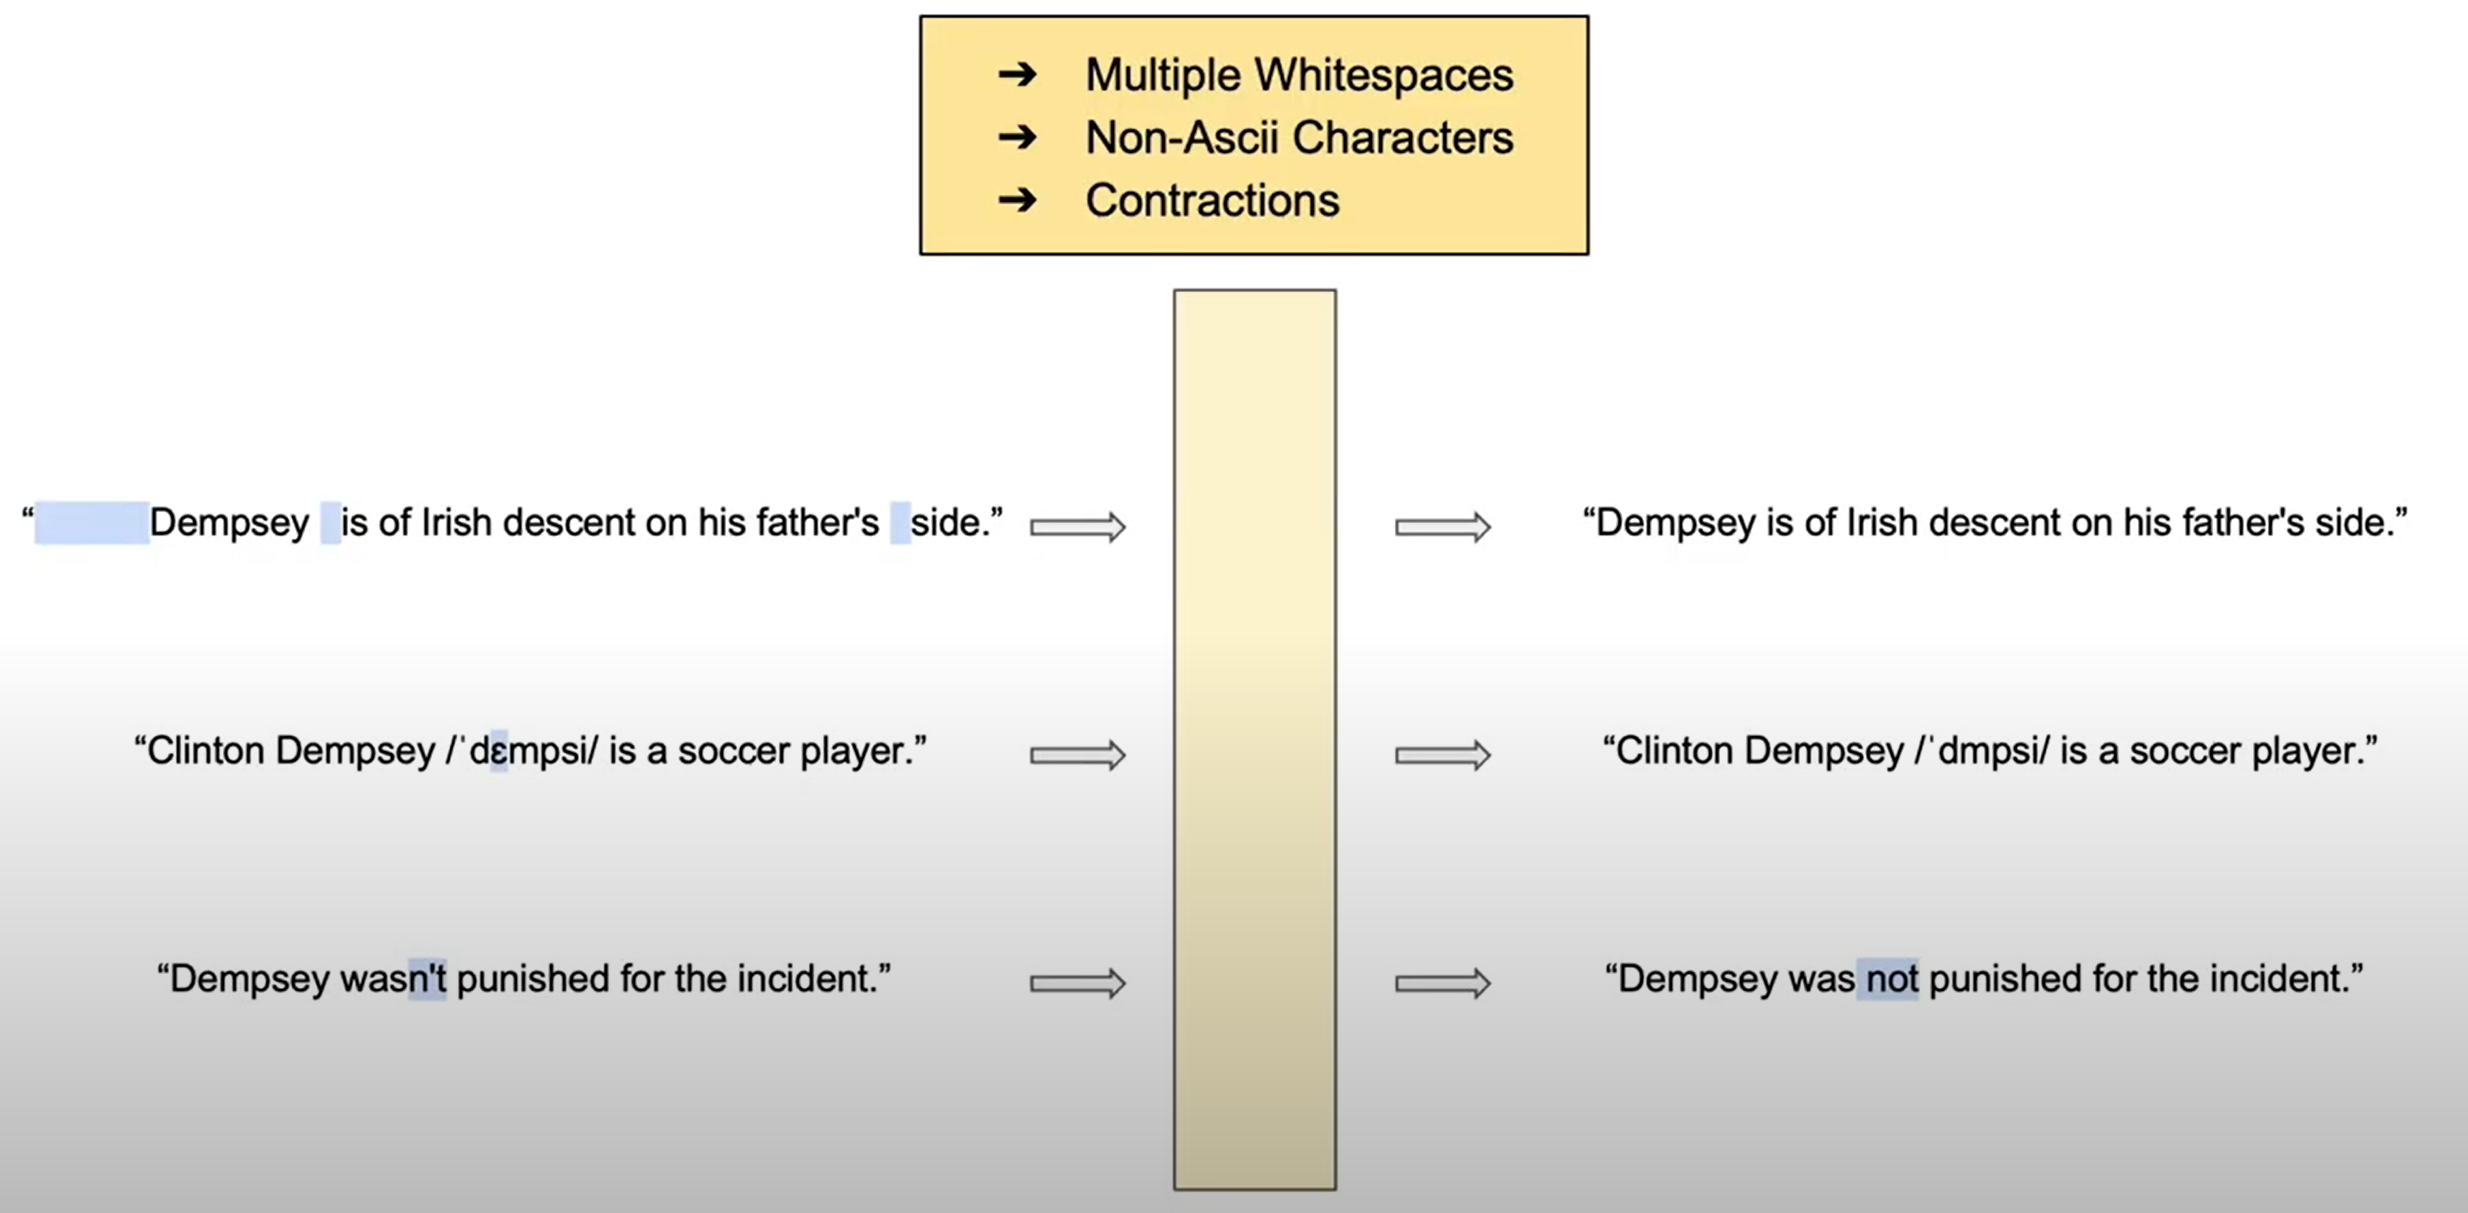 ➔ Multiple Whitespaces
➔ Non-Ascii Characters
➔ Contractions
“ Dempsey  is of Irish descent on his father's  side.”
“Dempsey is of Irish descent on his father's side.”
“Clinton Dempsey /ˈdɛmpsi/ is a soccer player.”
“Clinton Dempsey /ˈdmpsi/ is a soccer player.”
“Dempsey wasn't punished for the incident.”
“Dempsey was not punished for the incident.”